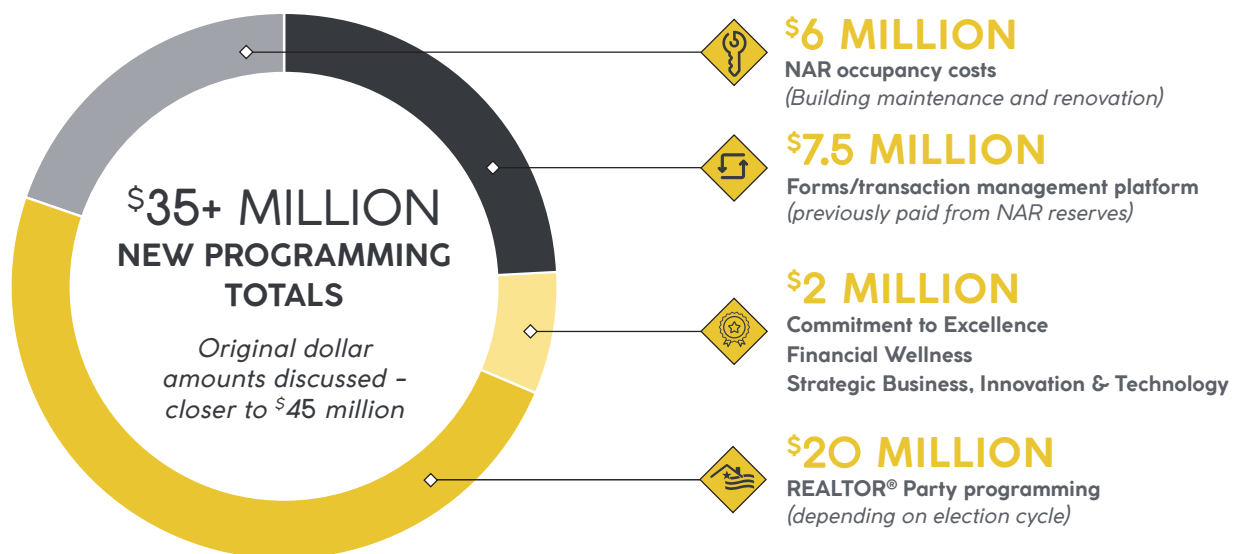 $35+ MILLION
NEW PROGRAMMING
TOTALS
Original dollar
amounts discussed -
closer to $45 million
$6 MILLION
NAR occupancy costs
(Building maintenance and renovation)
$7.5 MILLION
Forms/transaction management platform
(previously paid from NAR reserves)
$2 MILLION
Commitment to Excellence
Financial Wellness
Strategic Business, Innovation & Technology
$20 MILLION
REALTOR® Party programming
(depending on election cycle)